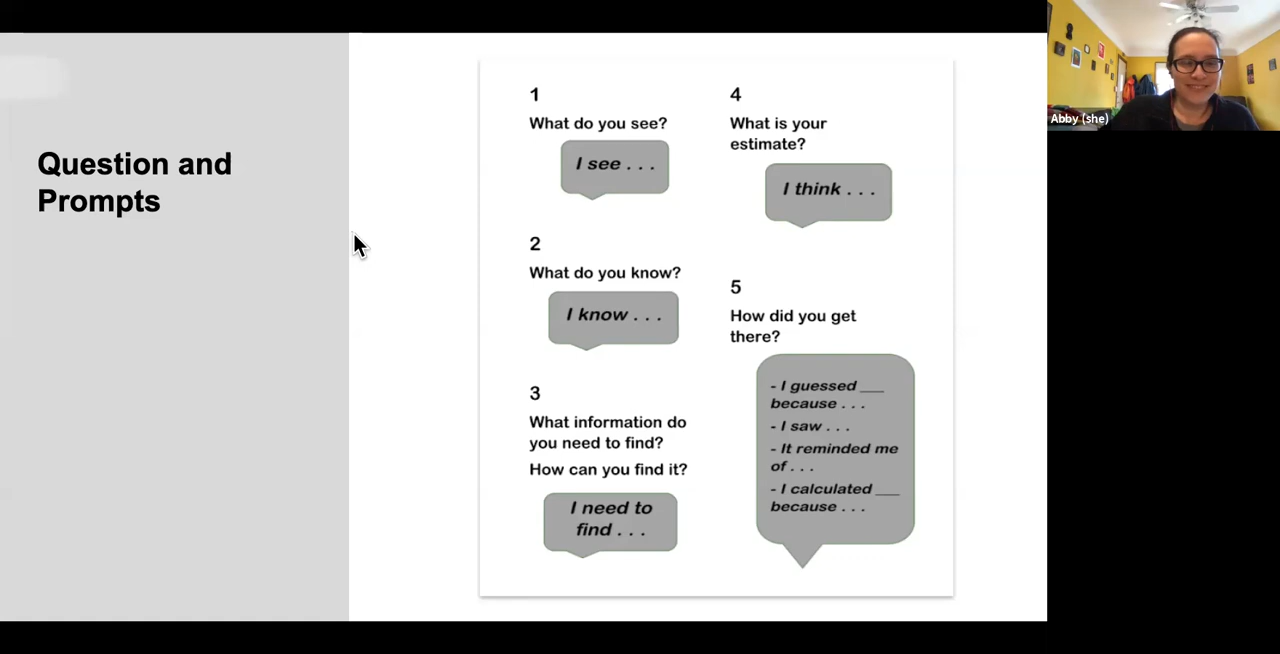 Question and
Prompts
1
What do you see?
I see . . .
2
What do you know?
I know . . .
3
What information do
you need to find?
How can you find it?
I need to
find . . .
4
What is your
estimate?
I think . . .
5
How did you get
there?
- I guessed ___
because . . .
- I saw . . .
- It reminded me
of . . .
- I calculated ___
because . . .
Abby (she)